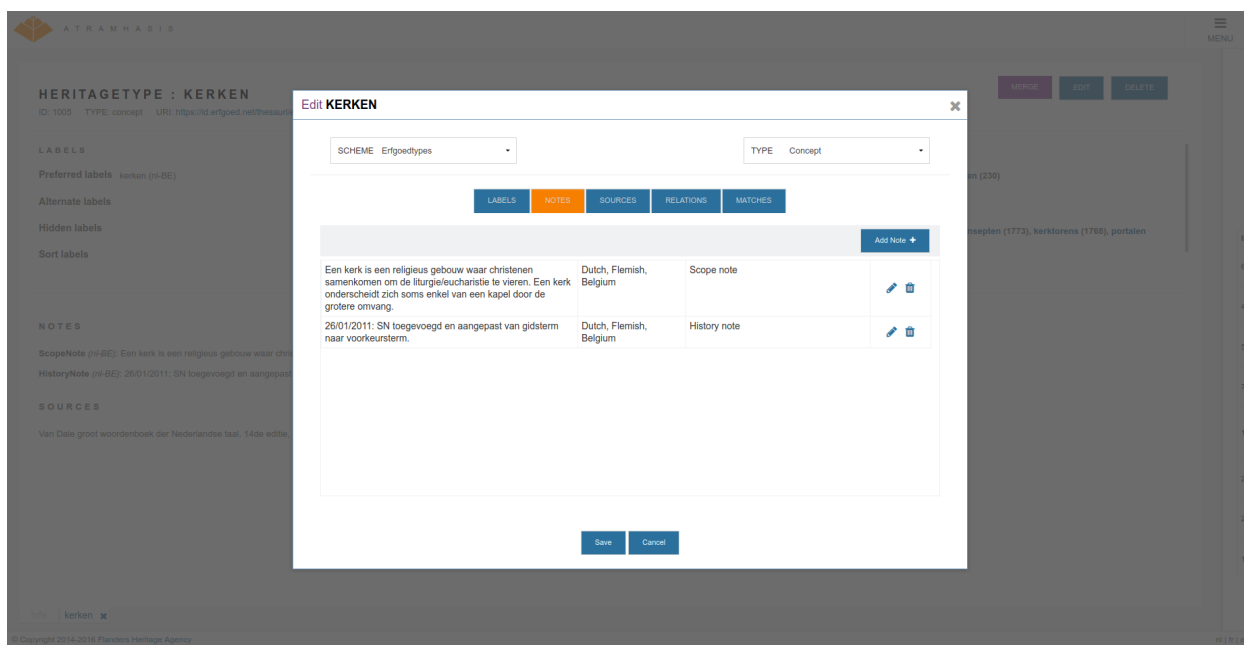 ATRAMHASIS
MENU
HERITAGETYPE : KERKEN
ID: 1005 TYPE: concept URI: https://id.erfgoed.net/thesauri/e
MERGE EDIT DELETE
LABELS
Preferred labels kerken (nl-BE)
Alternate labels
Hidden labels
Sort labels
en (230)
nsepten (1773), kerktorens (1768), portalen
NOTES
ScopeNote (nl-BE): Een kerk is een religieus gebouw waar chris
HistoryNote (nl-BE): 26/01/2011: SN toegevoegd en aangepast
SOURCES
Van Dale groot woordenboek der Nederlandse taal. 14de editie,
Edit KERKEN
SCHEME Erfgoedtypes
TYPE Concept
LABELS NOTES SOURCES RELATIONS MATCHES
Add Note +
Een kerk is een religieus gebouw waar christenen
samenkomen om de liturgie/eucharistie te vieren. Een kerk
onderscheidt zich soms enkel van een kapel door de
grotere omvang.
Dutch, Flemish,
Belgium
Scope note
26/01/2011: SN toegevoegd en aangepast van gidsterm
naar voorkeursterm.
Dutch, Flemish,
Belgium
History note
Save Cancel
kerken
© Copyright 2014-2016 Flanders Heritage Agency
nl | fr | e